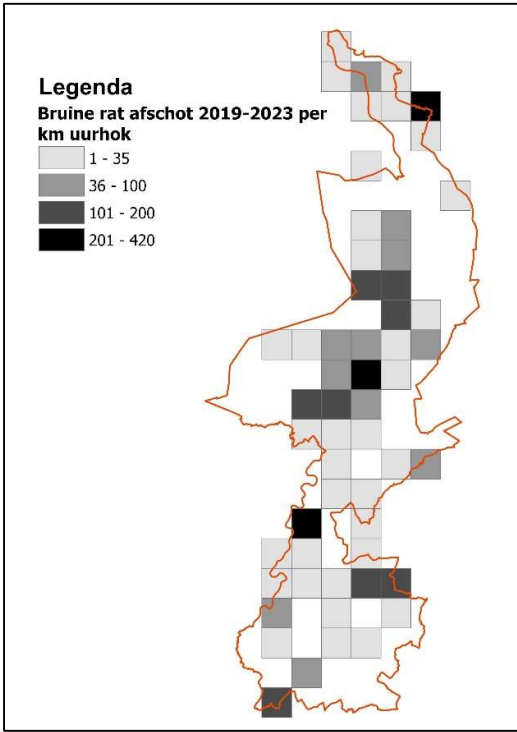 Legenda
Bruine rat afschot 2019-2023 per
km uurhok
1 - 35
36 - 100
101 - 200
201 - 420